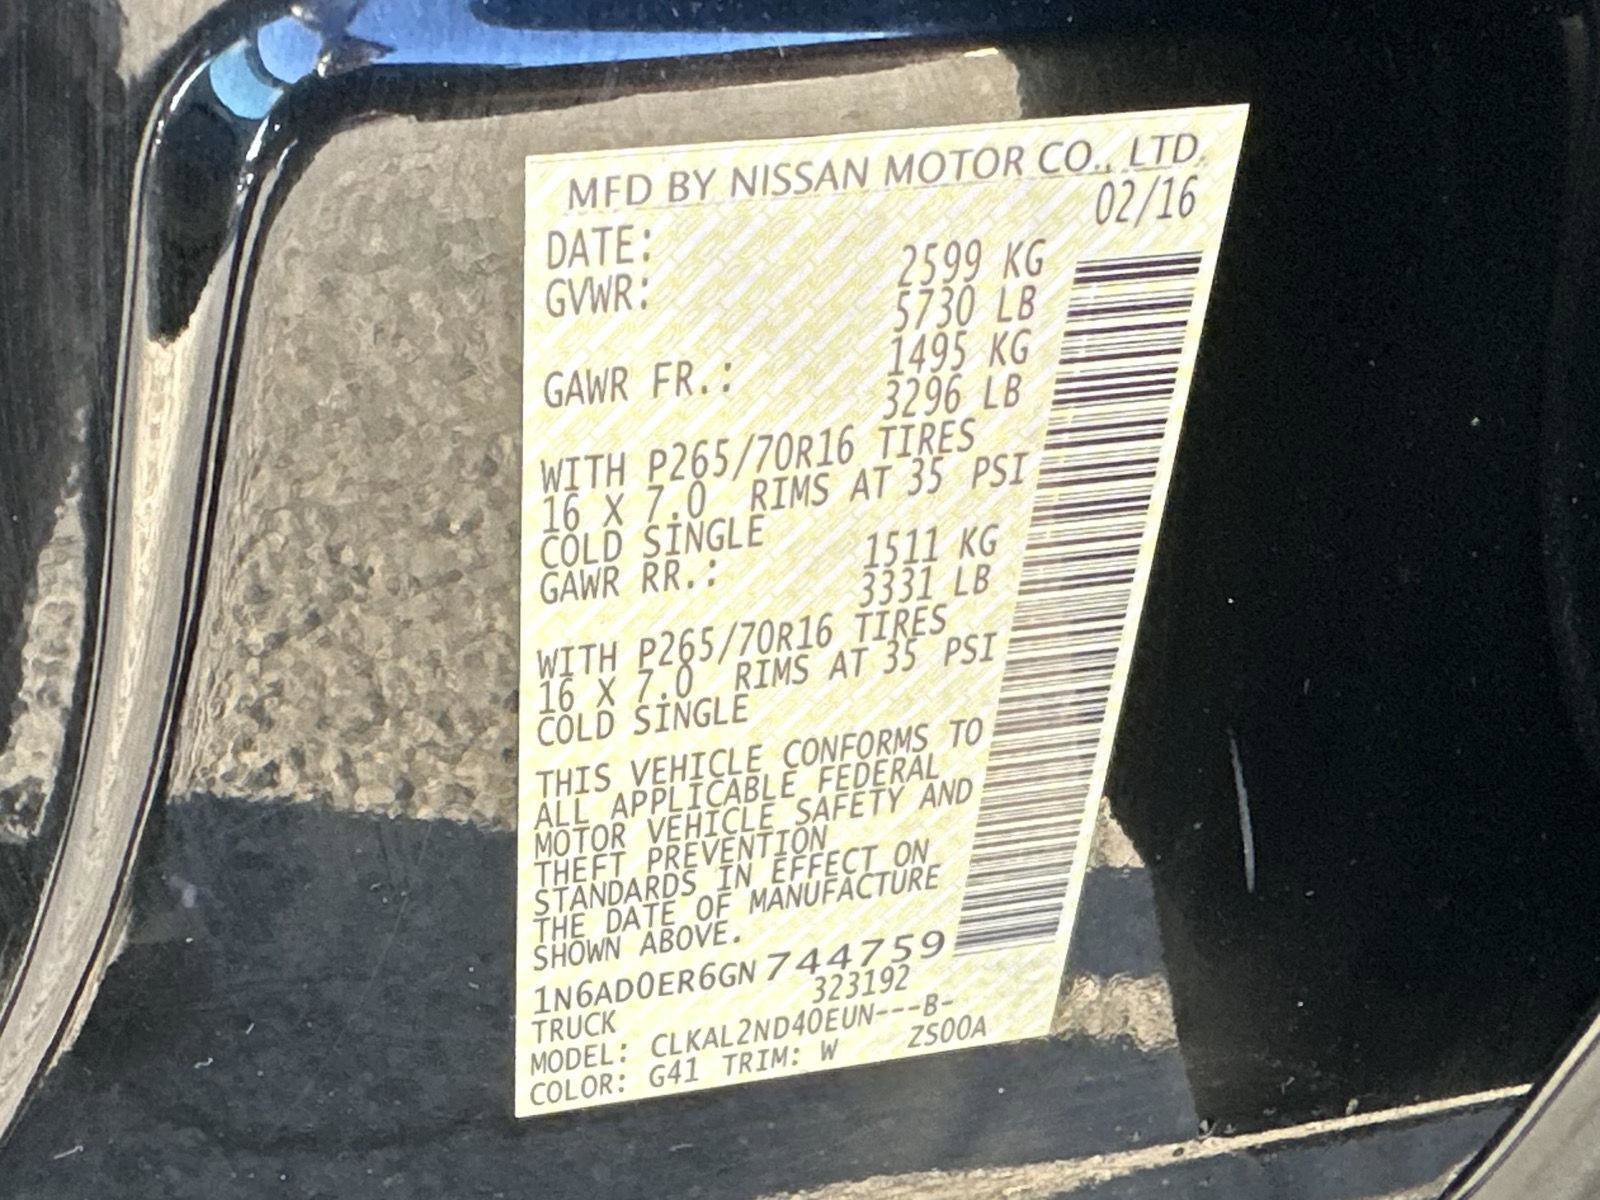 MFD BY NISSAN MOTOR CO., LTD.
DATE: 02/16
GVWR: 2599 KG
5730 LB
GAWR FR.: 1495 KG
3296 LB
WITH P265/70R16 TIRES
16 X 7.0 RIMS AT 35 PSI
COLD SINGLE
GAWR RR.: 1511 KG
3331 LB
WITH P265/70R16 TIRES
16 X 7.0 RIMS AT 35 PSI
COLD SINGLE
THIS VEHICLE CONFORMS TO
ALL APPLICABLE FEDERAL
MOTOR VEHICLE SAFETY AND
THEFT PREVENTION
STANDARDS IN EFFECT ON
THE DATE OF MANUFACTURE
SHOWN ABOVE.
1N6AD0ER6GN744759
TRUCK 323192
MODEL: CLKAL2ND40EUN---B-
COLOR: G41 TRIM: W ZS00A